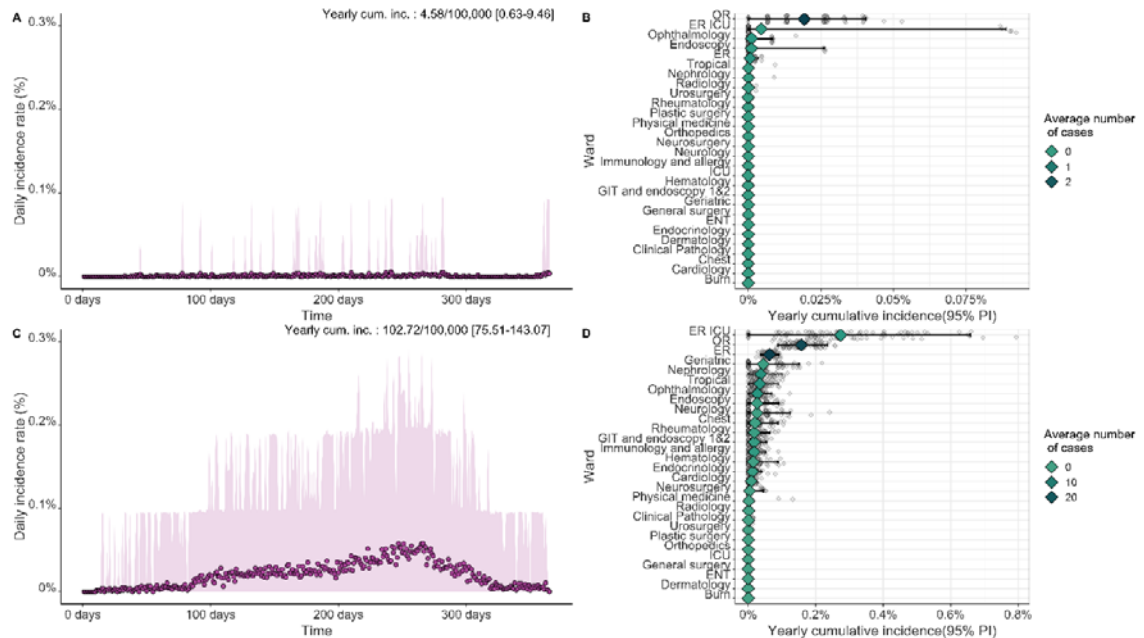 A
Yearly cum. inc. : 4.58/100,000 [0.63-9.46]
Daily incidence rate (%)
0.3%
0.2%
0.1%
0%
0 days
100 days
200 days
300 days
Time
B
Ward
OR
ER ICU
Ophthalmology
Endoscopy
ER
Tropical
Nephrology
Radiology
Urosurgery
Rheumatology
Plastic surgery
Physical medicine
Orthopedics
Neurosurgery
Neurology
Immunology and allergy
ICU
Hematology
GIT and endoscopy 1&2
Geriatric
General surgery
ENT
Endocrinology
Dermatology
Clinical Pathology
Chest
Cardiology
Burn
0%
0.025%
0.05%
0.075%
Yearly cumulative incidence(95% PI)
Average number
of cases
0
1
2
C
Yearly cum. inc. : 102.72/100,000 [75.51-143.07]
Daily incidence rate (%)
0.3%
0.2%
0.1%
0%
0 days
100 days
200 days
300 days
Time
D
Ward
ER ICU
OR
ER
Geriatric
Nephrology
Tropical
Ophthalmology
Endoscopy
Neurology
Chest
Rheumatology
GIT and endoscopy 1&2
Immunology and allergy
Hematology
Endocrinology
Cardiology
Neurosurgery
Physical medicine
Radiology
Clinical Pathology
Urosurgery
Plastic surgery
Orthopedics
ICU
General surgery
ENT
Dermatology
Burn
0%
0.2%
0.4%
0.6%
0.8%
Yearly cumulative incidence(95% PI)
Average number
of cases
0
10
20